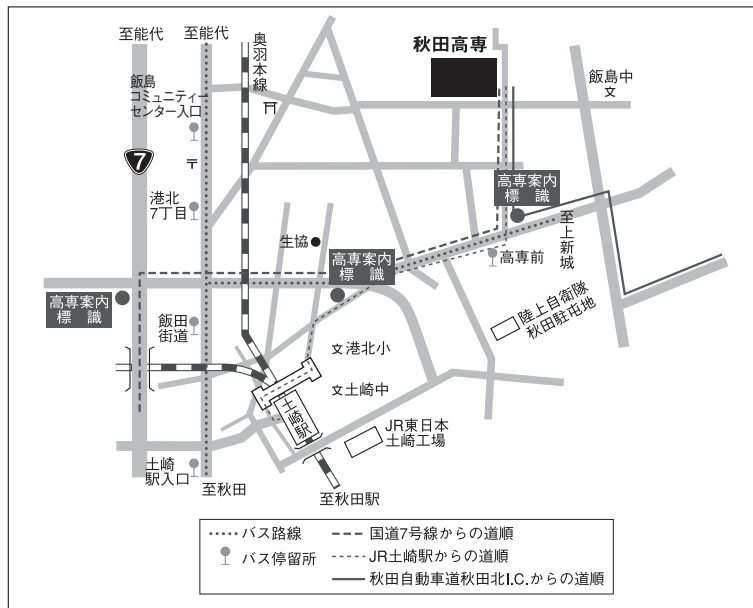 至能代
至能代
奥羽本線
秋田高専
飯島中
文
飯島
コミュニティー
センター入口
7
〒
港北
7丁目
高専案内
標 識
至上新城
生協
高専案内
標 識
高専前
高専案内
標 識
飯田
街道
陸上自衛隊
秋田駐屯地
文港北小
文土崎中
土崎駅
JR東日本
土崎工場
土崎
駅入口
至秋田
至秋田駅
バス路線
バス停留所
国道7号線からの道順
JR土崎駅からの道順
秋田自動車道秋田北I.C.からの道順